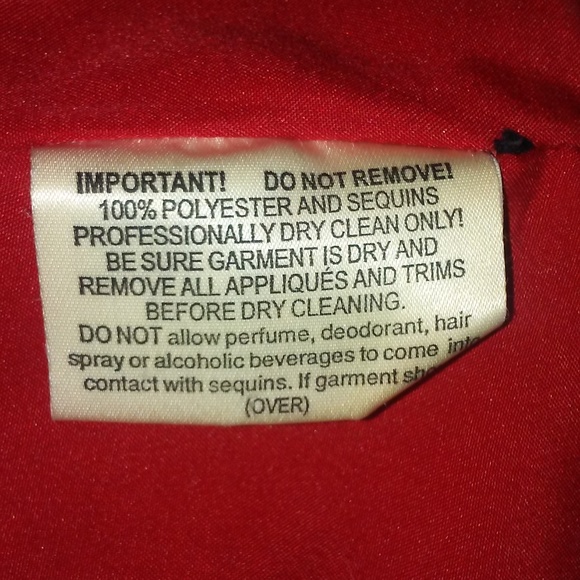 IMPORTANT! DO NOT REMOVE!
100% POLYESTER AND SEQUINS
PROFESSIONALLY DRY CLEAN ONLY!
BE SURE GARMENT IS DRY AND
REMOVE ALL APPLIQUÉS AND TRIMS
BEFORE DRY CLEANING.
DO NOT allow perfume, deodorant, hair
spray or alcoholic beverages to come into
contact with sequins. If garment
(OVER)